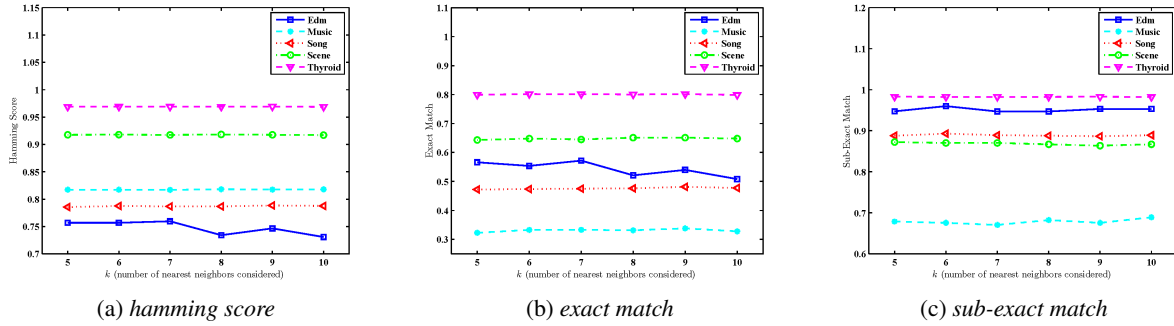 1.15
1.1
1.05
1
0.95
0.9
0.85
0.8
0.75
0.7
Hamming Score
5 6 7 8 9 10
k (number of nearest neighbors considered)
Edm
Music
Song
Scene
Thyroid
(a) hamming score
1.1
1
0.9
0.8
0.7
0.6
0.5
0.4
0.3
Exact Match
5 6 7 8 9 10
k (number of nearest neighbors considered)
Edm
Music
Song
Scene
Thyroid
(b) exact match
1.2
1.1
1
0.9
0.8
0.7
0.6
Sub-Exact Match
5 6 7 8 9 10
k (number of nearest neighbors considered)
Edm
Music
Song
Scene
Thyroid
(c) sub-exact match